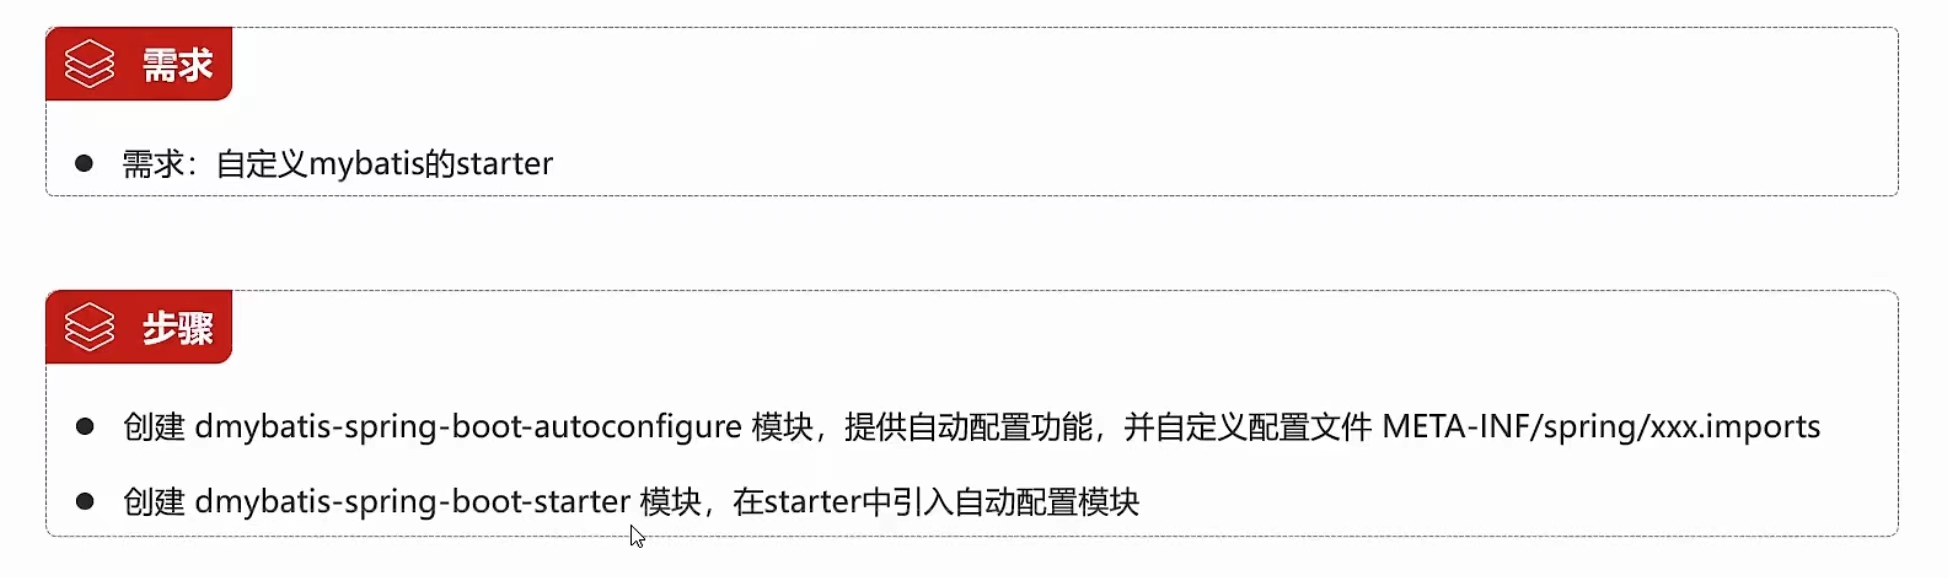 需求
需求：自定义mybatis的starter
步骤
创建 dmybatis-spring-boot-autoconfigure 模块，提供自动配置功能，并自定义配置文件 META-INF/spring/xxx.imports
创建 dmybatis-spring-boot-starter 模块，在starter中引入自动配置模块